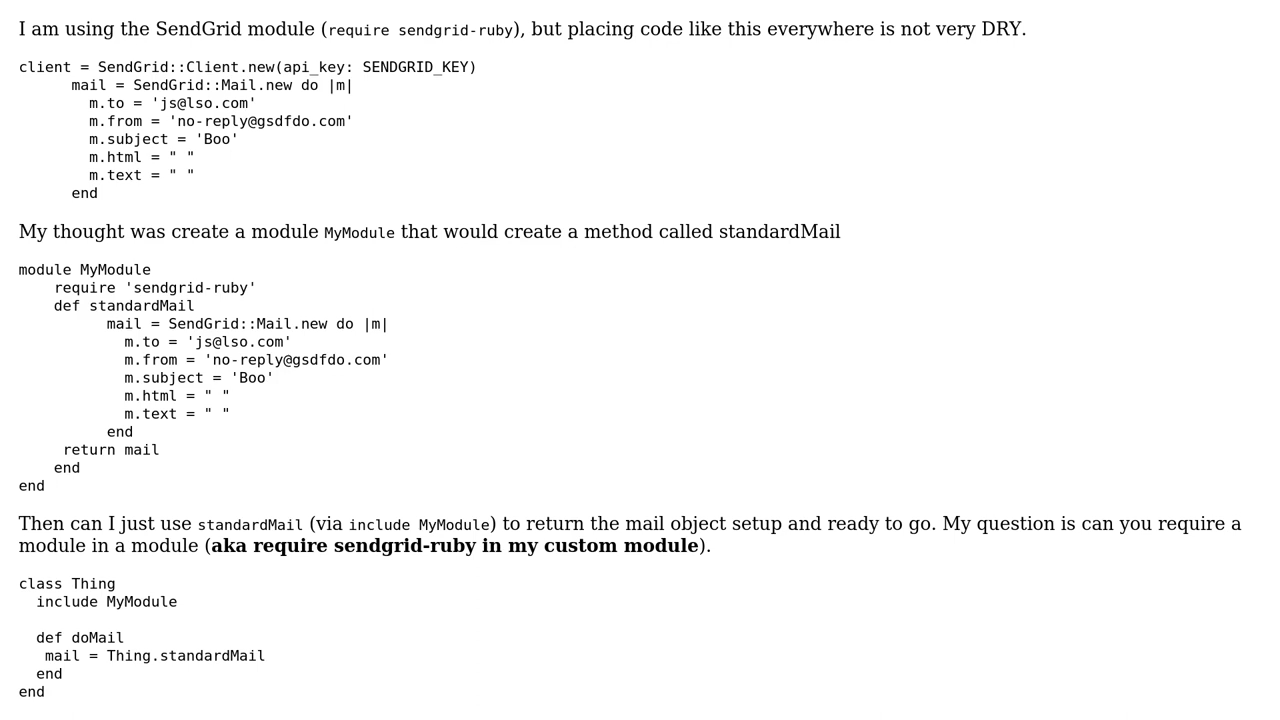 I am using the SendGrid module (require sendgrid-ruby), but placing code like this everywhere is not very DRY.
client = SendGrid::Client.new(api_key: SENDGRID_KEY)
      mail = SendGrid::Mail.new do |m|
        m.to = 'js@lso.com'
        m.from = 'no-reply@gsdfdo.com'
        m.subject = 'Boo'
        m.html = " "
        m.text = " "
      end
My thought was create a module MyModule that would create a method called standardMail
module MyModule
    require 'sendgrid-ruby'
    def standardMail
          mail = SendGrid::Mail.new do |m|
            m.to = 'js@lso.com'
            m.from = 'no-reply@gsdfdo.com'
            m.subject = 'Boo'
            m.html = " "
            m.text = " "
          end
     return mail
    end
end
Then can I just use standardMail (via include MyModule) to return the mail object setup and ready to go. My question is can you require a
module in a module (aka require sendgrid-ruby in my custom module).
class Thing
  include MyModule
  def doMail
   mail = Thing.standardMail
  end
end